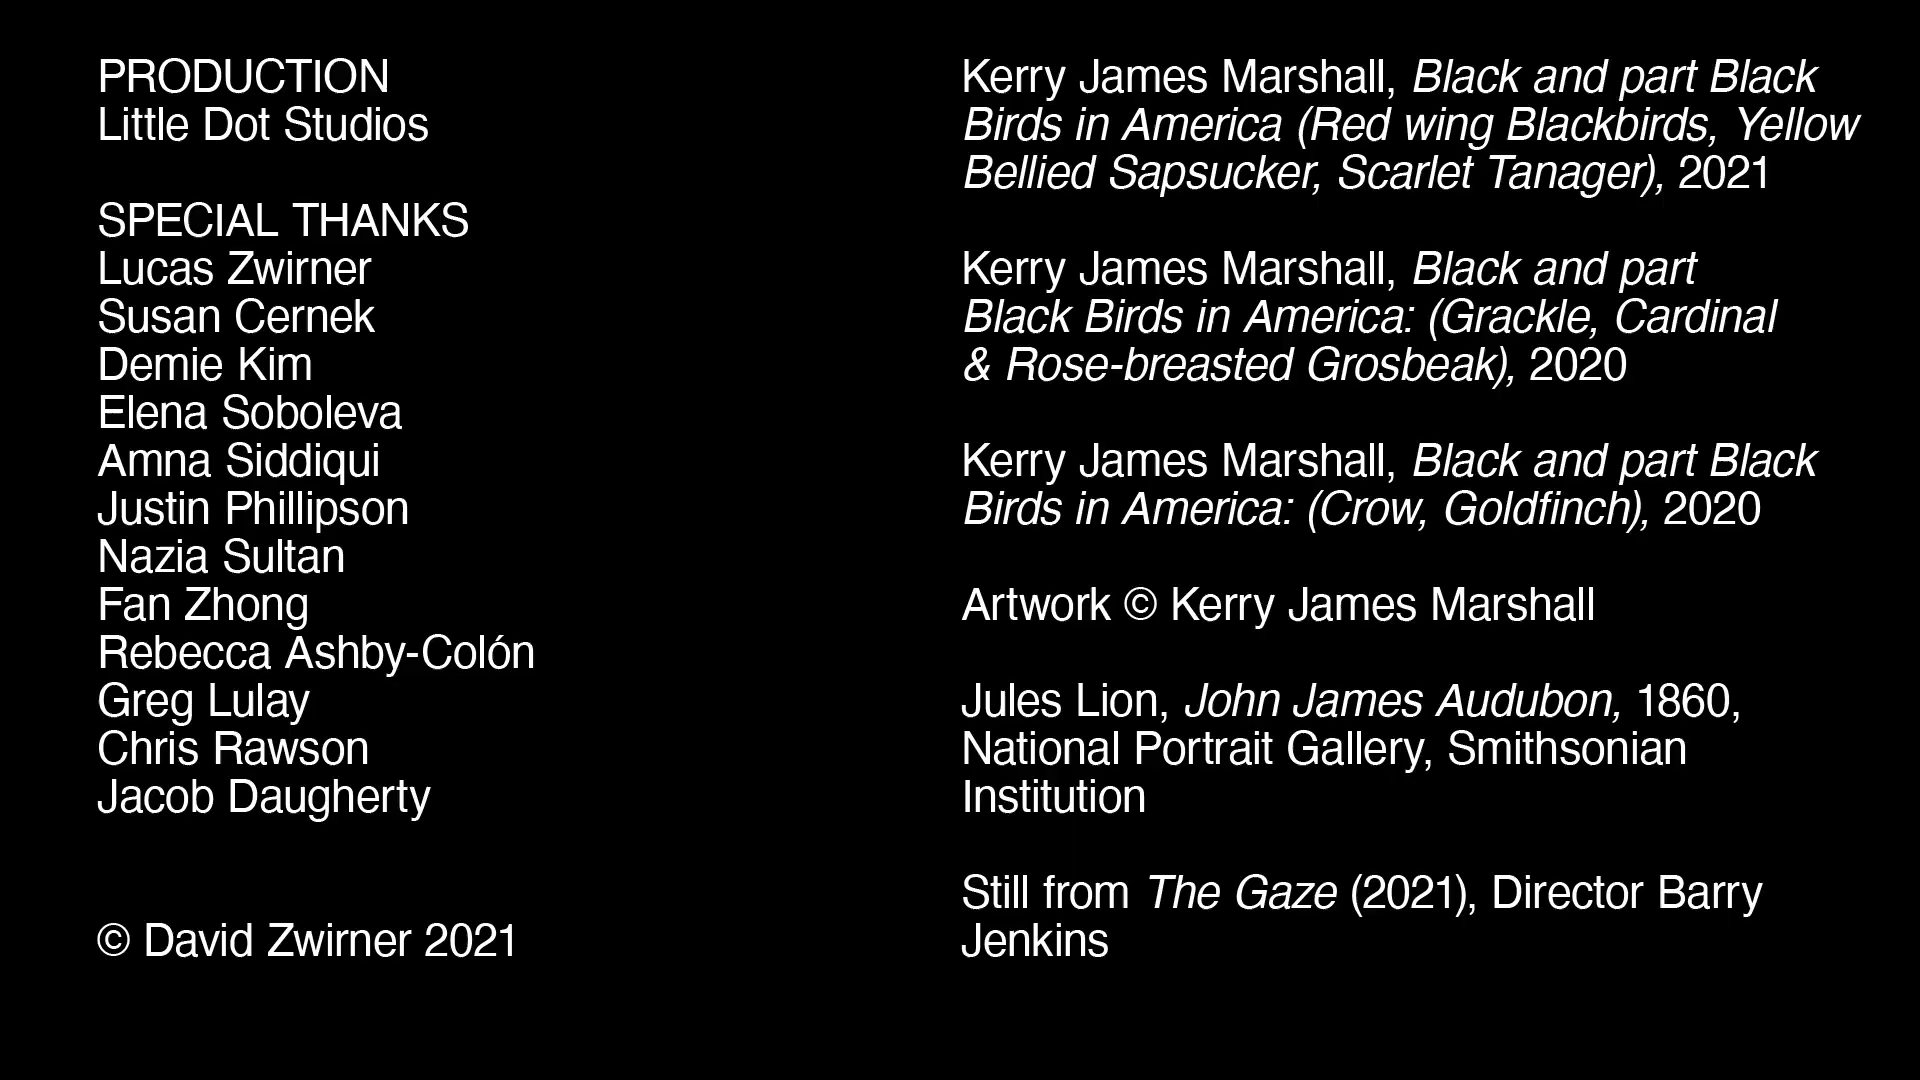 PRODUCTION
Little Dot Studios
SPECIAL THANKS
Lucas Zwirner
Susan Cernek
Demie Kim
Elena Soboleva
Amna Siddiqui
Justin Phillipson
Nazia Sultan
Fan Zhong
Rebecca Ashby-Colón
Greg Lulay
Chris Rawson
Jacob Daugherty
© David Zwirner 2021
Kerry James Marshall, Black and part Black
Birds in America (Red wing Blackbirds, Yellow
Bellied Sapsucker, Scarlet Tanager), 2021
Kerry James Marshall, Black and part
Black Birds in America: (Grackle, Cardinal
& Rose-breasted Grosbeak), 2020
Kerry James Marshall, Black and part Black
Birds in America: (Crow, Goldfinch), 2020
Artwork © Kerry James Marshall
Jules Lion, John James Audubon, 1860,
National Portrait Gallery, Smithsonian
Institution
Still from The Gaze (2021), Director Barry
Jenkins